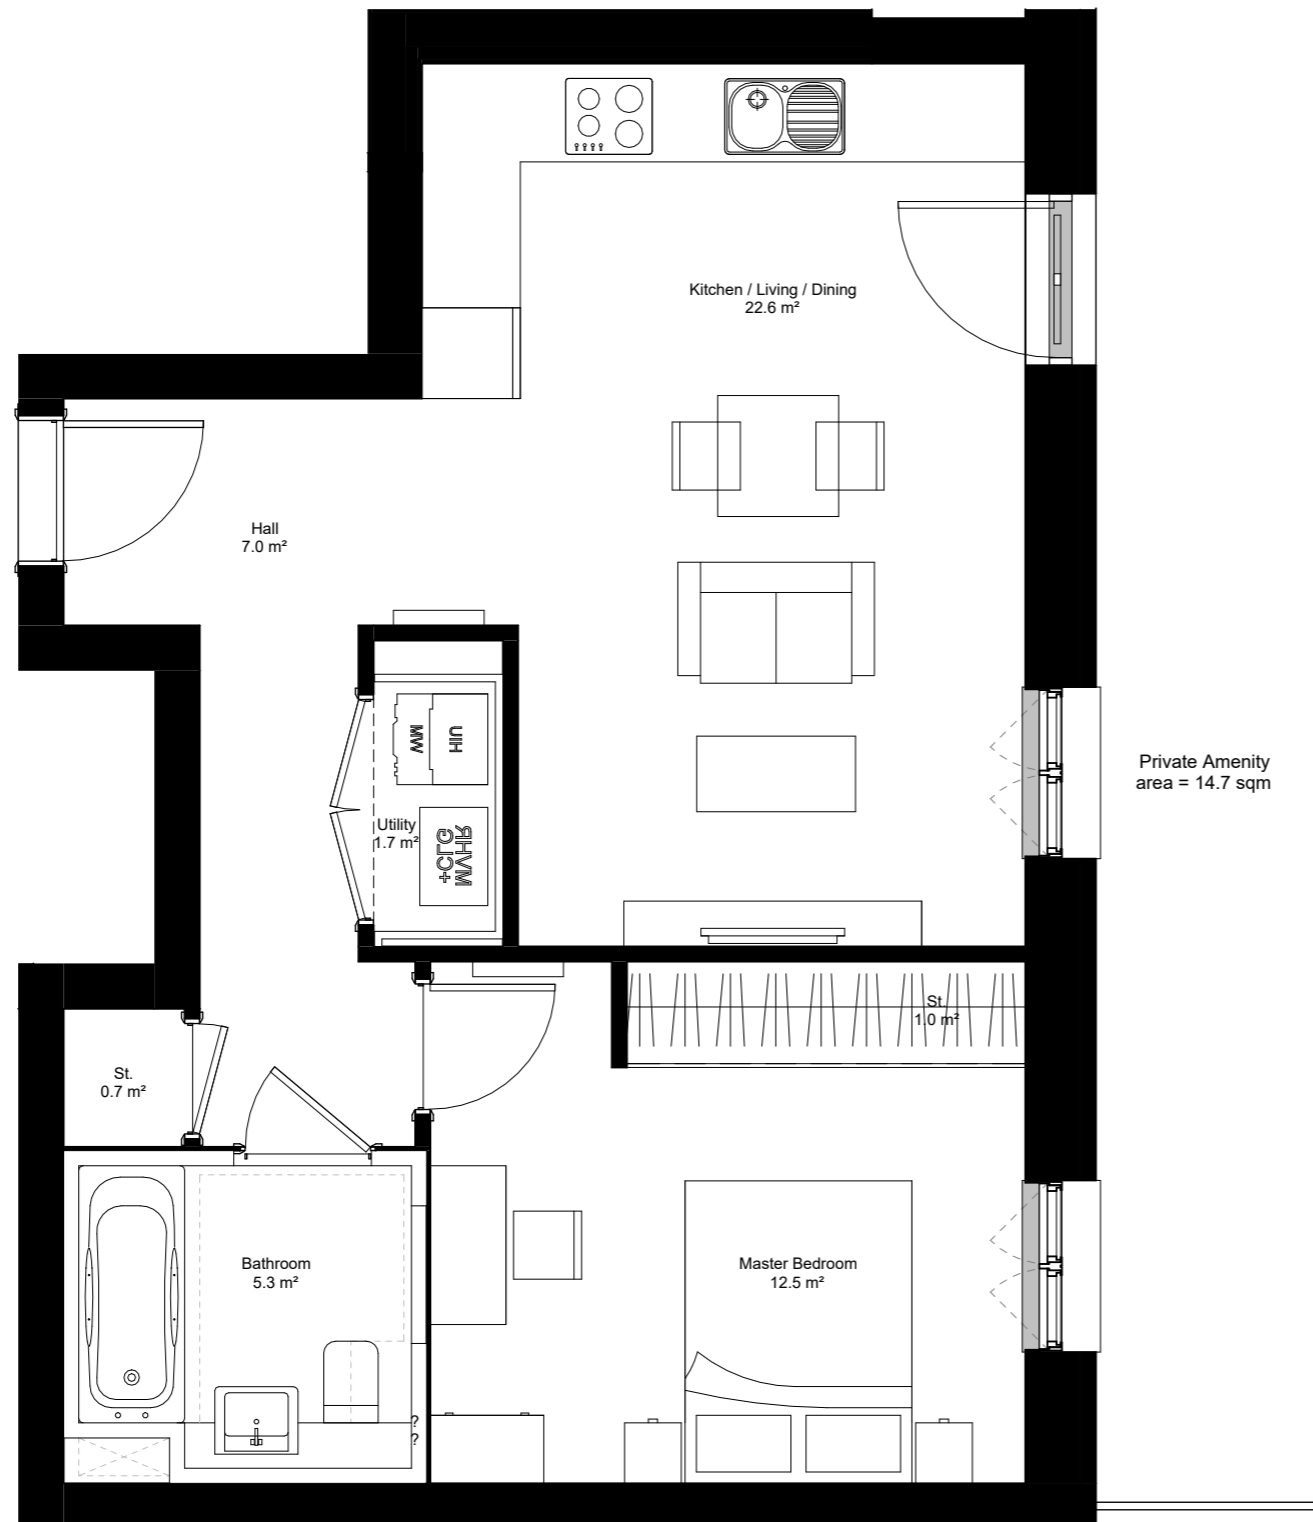 Kitchen / Living / Dining
22.6 m²
Hall
7.0 m²
UIH
MW
Utility
1.7 m²
MVHR
+CLG
Private Amenity
area = 14.7 sqm
St.
1.0 m²
St.
0.7 m²
Bathroom
5.3 m²
Master Bedroom
12.5 m²
?
?